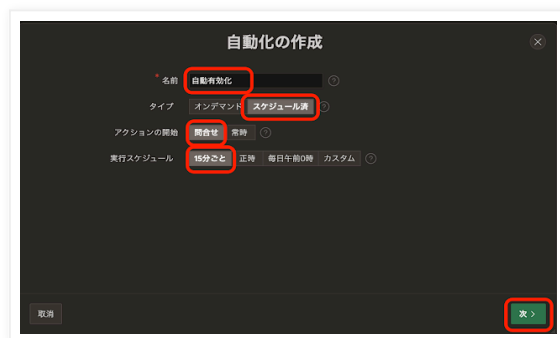 自動化の作成
* 名前 自動有効化
タイプ オンデマンド スケジュール済
アクションの開始 問合せ 常時
実行スケジュール 15分ごと 正時 毎日午前0時 カスタム
取消 次 >